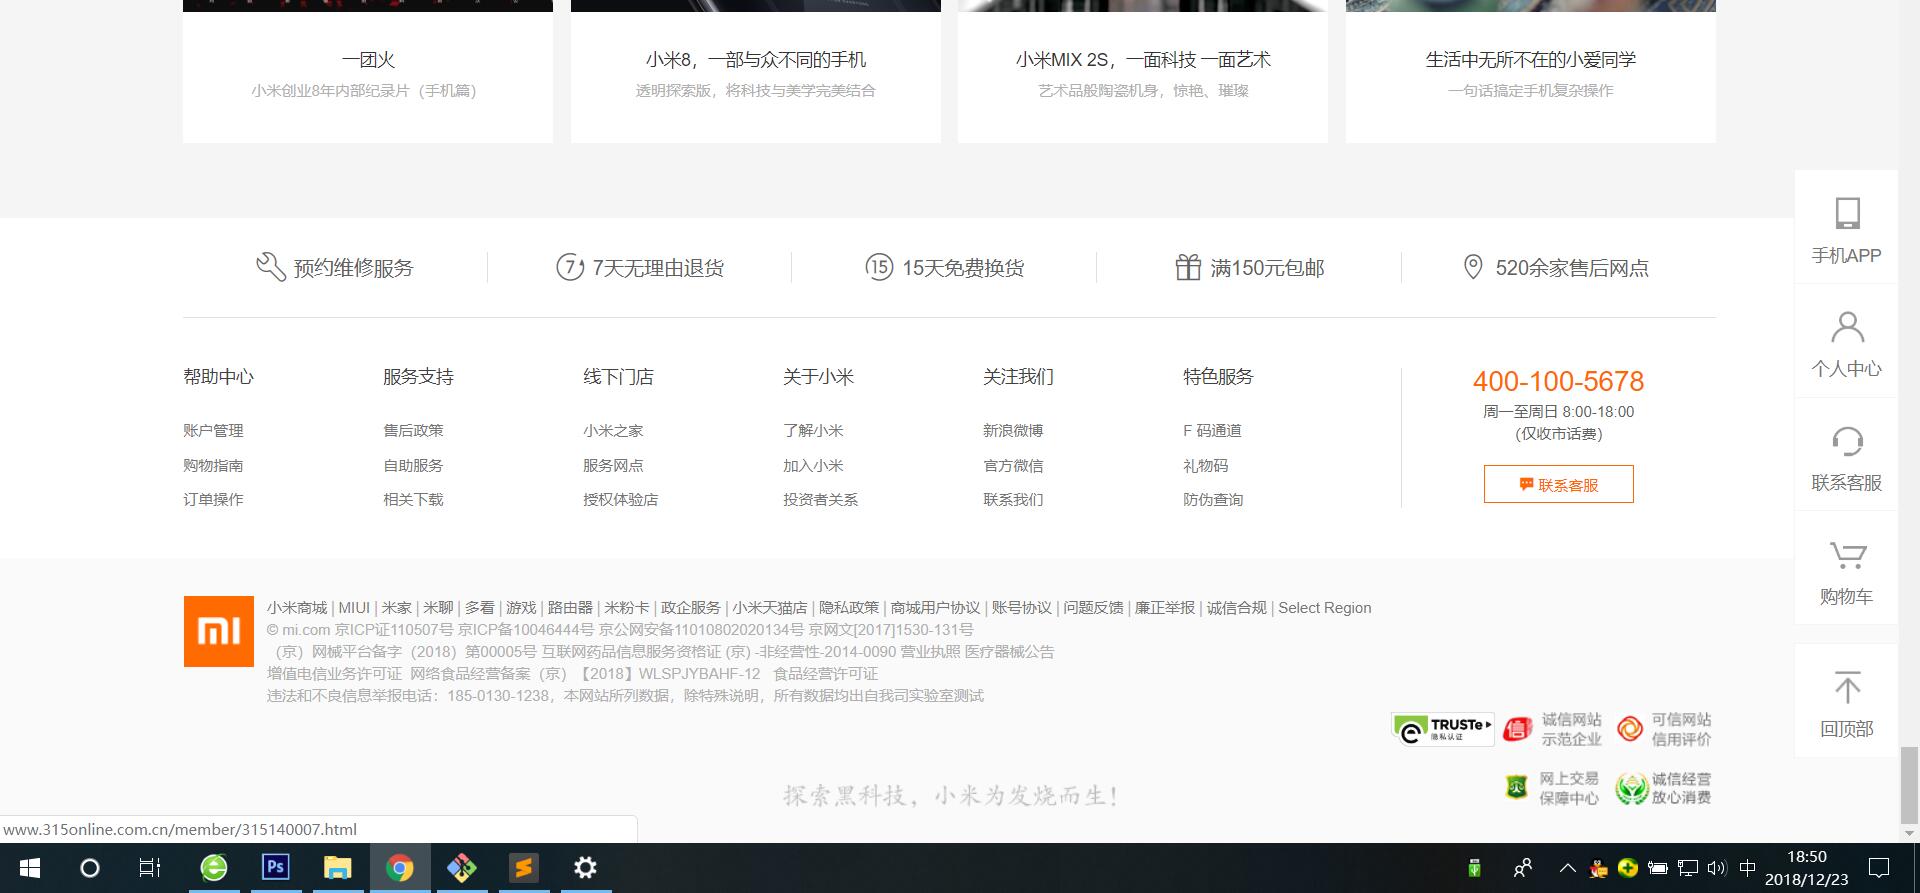 一团火
小米创业8年内部纪录片（手机篇）
小米8，一部与众不同的手机
透明探索版，将科技与美学完美结合
小米MIX 2S，一面科技 一面艺术
艺术品般陶瓷机身，惊艳、璀璨
生活中无所不在的小爱同学
一句话搞定手机复杂操作
预约维修服务
7
7天无理由退货
15
15天免费换货
满150元包邮
520余家售后网点
帮助中心
账户管理
购物指南
订单操作
服务支持
售后政策
自助服务
相关下载
线下门店
小米之家
服务网点
授权体验店
关于小米
了解小米
加入小米
投资者关系
关注我们
新浪微博
官方微信
联系我们
特色服务
F 码通道
礼物码
防伪查询
400-100-5678
周一至周日 8:00-18:00
（仅收市话费）
联系客服
手机APP
个人中心
联系客服
购物车
回顶部
mi
小米商城 | MIUI | 米家 | 米聊 | 多看 | 游戏 | 路由器 | 米粉卡 | 政企服务 | 小米天猫店 | 隐私政策 | 商城用户协议 | 账号协议 | 问题反馈 | 廉正举报 | 诚信合规 | Select Region
© mi.com 京ICP证110507号 京ICP备10046444号 京公网安备11010802020134号 京网文[2017]1530-131号
（京）网械平台备字（2018）第00005号 互联网药品信息服务资格证 (京) -非经营性-2014-0090 营业执照 医疗器械公告
增值电信业务许可证 网络食品经营备案（京）【2018】WLSPJYBAHF-12 食品经营许可证
违法和不良信息举报电话：185-0130-1238，本网站所列数据，除特殊说明，所有数据均出自我司实验室测试
TRUSTe
隐私认证
信
诚信网站
示范企业
可信网站
信用评价
网上交易
保障中心
诚信经营
放心消费
探索黑科技，小米为发烧而生！
www.315online.com.cn/member/315140007.html
Ps
中
18:50
2018/12/23